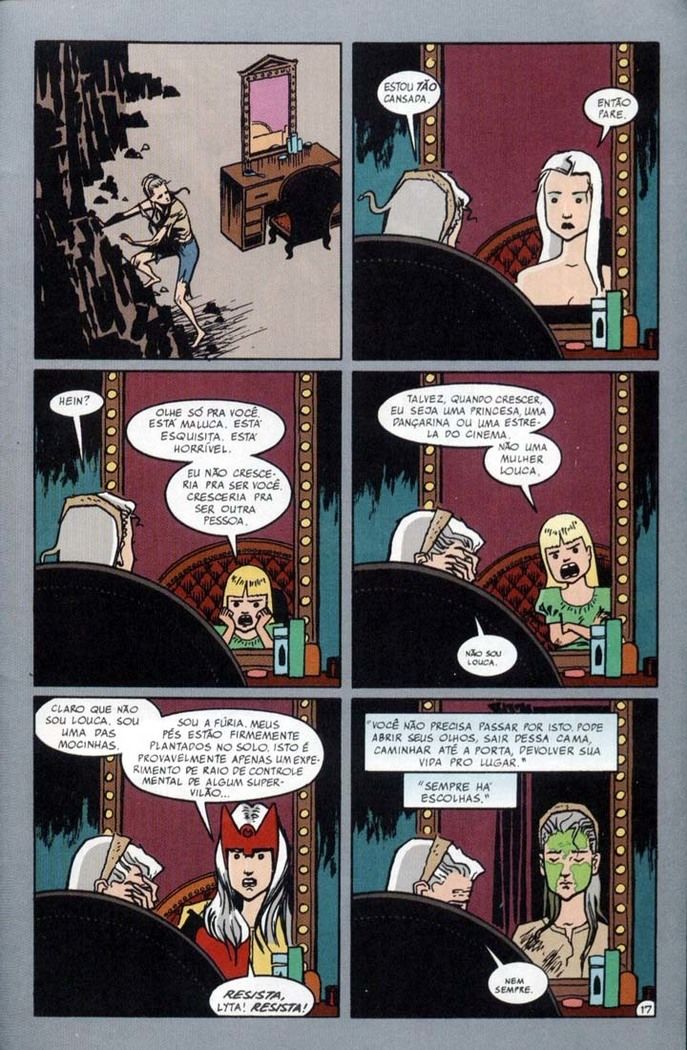 ESTOU TÃO
CANSADA.
ENTÃO
PARE.
HEIN?
OLHE SÓ PRA VOCÊ.
ESTÁ MALUCA. ESTÁ
ESQUISITA. ESTÁ
HORRÍVEL.
EU NÃO CRESCE-
RIA PRA SER VOCÊ.
CRESCERIA PRA
SER OUTRA
PESSOA.
TALVEZ, QUANDO CRESCER,
EU SEJA UMA PRINCESA, UMA
DANÇARINA OU UMA ESTRE-
LA DO CINEMA.
NÃO UMA
MULHER
LOUCA.
NÃO SOU
LOUCA.
CLARO QUE NÃO
SOU LOUCA. SOU
UMA DAS
MOCINHAS.
SOU A FÚRIA. MEUS
PÉS ESTÃO FIRMEMENTE
PLANTADOS NO SOLO. ISTO É
PROVAVELMENTE APENAS UM EXPE-
RIMENTO DE RAIO DE CONTROLE
MENTAL DE ALGUM SUPER-
VILÃO...
RESISTA,
LYTA! RESISTA!
"VOCÊ NÃO PRECISA PASSAR POR ISTO. PODE
ABRIR SEUS OLHOS, SAIR DESSA CAMA,
CAMINHAR ATÉ A PORTA, DEVOLVER SUA
VIDA PRO LUGAR."
"SEMPRE HÁ
ESCOLHAS."
NEM
SEMPRE.
17